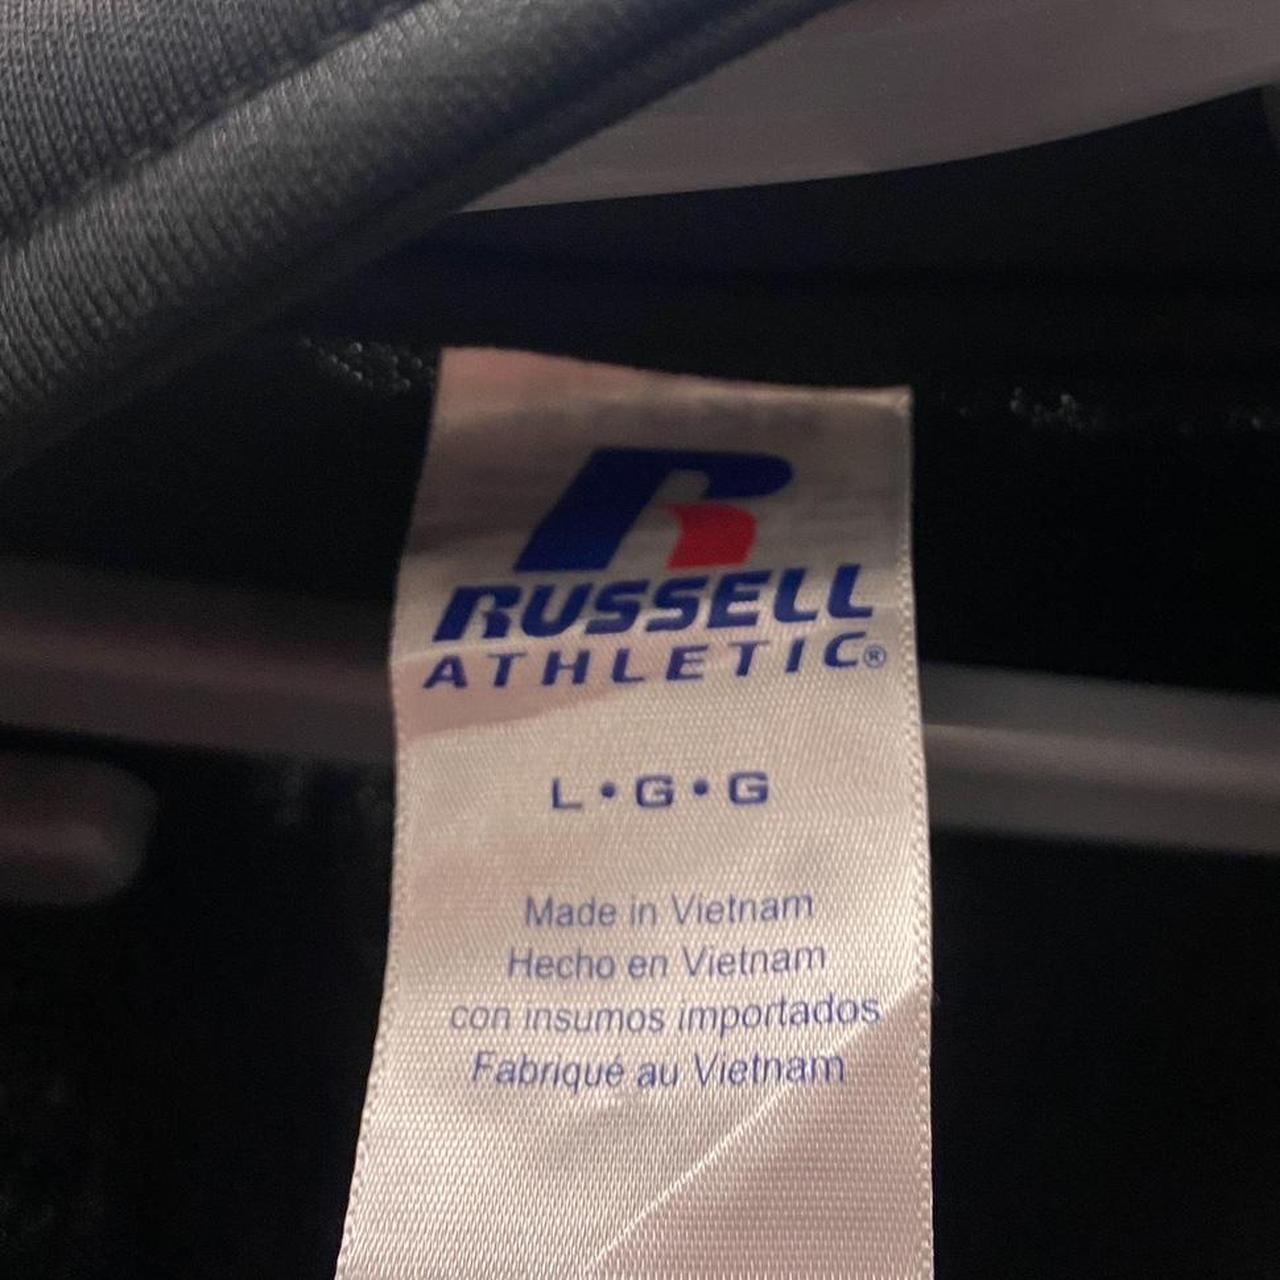 R
RUSSELL
ATHLETIC®
L•G•G
Made in Vietnam
Hecho en Vietnam
con insumos importados
Fabriqué au Vietnam